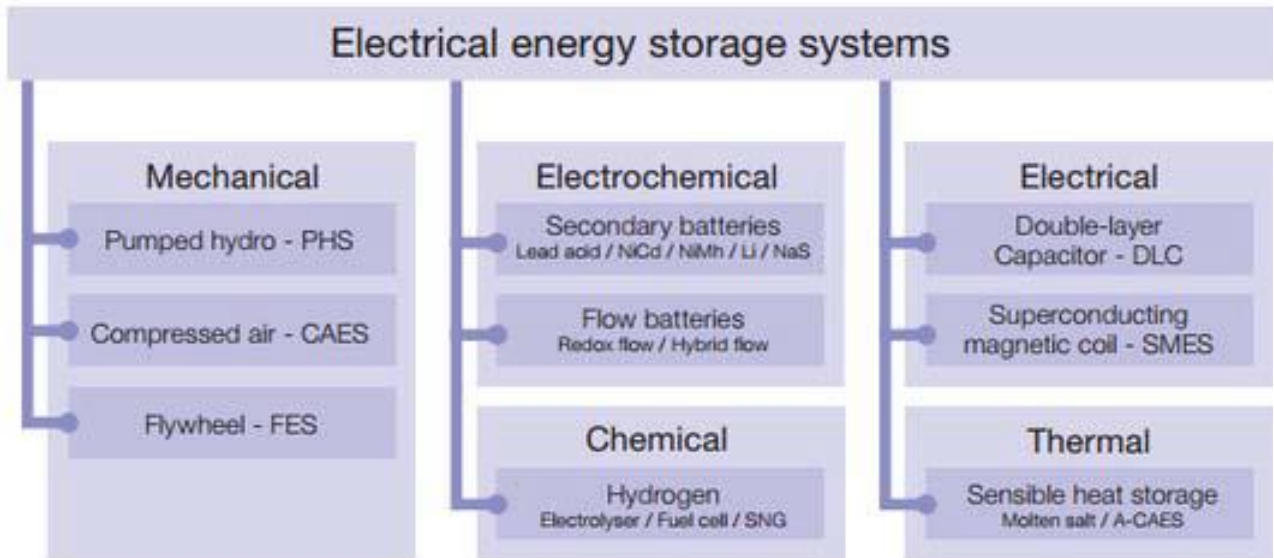 Electrical energy storage systems
Mechanical
Pumped hydro - PHS
Compressed air - CAES
Flywheel - FES
Electrochemical
Secondary batteries
Lead acid / NiCd / NiMh / Li / NaS
Flow batteries
Redox flow / Hybrid flow
Chemical
Hydrogen
Electrolyser / Fuel cell / SNG
Electrical
Double-layer
Capacitor - DLC
Superconducting
magnetic coil - SMES
Thermal
Sensible heat storage
Molten salt / A-CAES